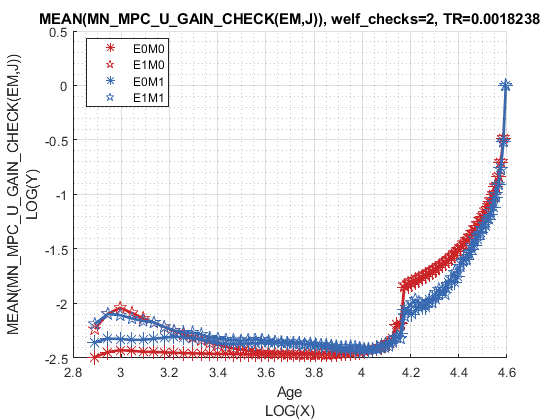 MEAN(MN_MPC_U_GAIN_CHECK(EM,J)), welf_checks=2, TR=0.0018238
E0M0
E1M0
E0M1
E1M1
0.5
0
-0.5
-1
-1.5
-2
-2.5
MEAN(MN_MPC_U_GAIN_CHECK(EM,J))
LOG(Y)
2.8
3
3.2
3.4
3.6
3.8
4
4.2
4.4
4.6
Age
LOG(X)